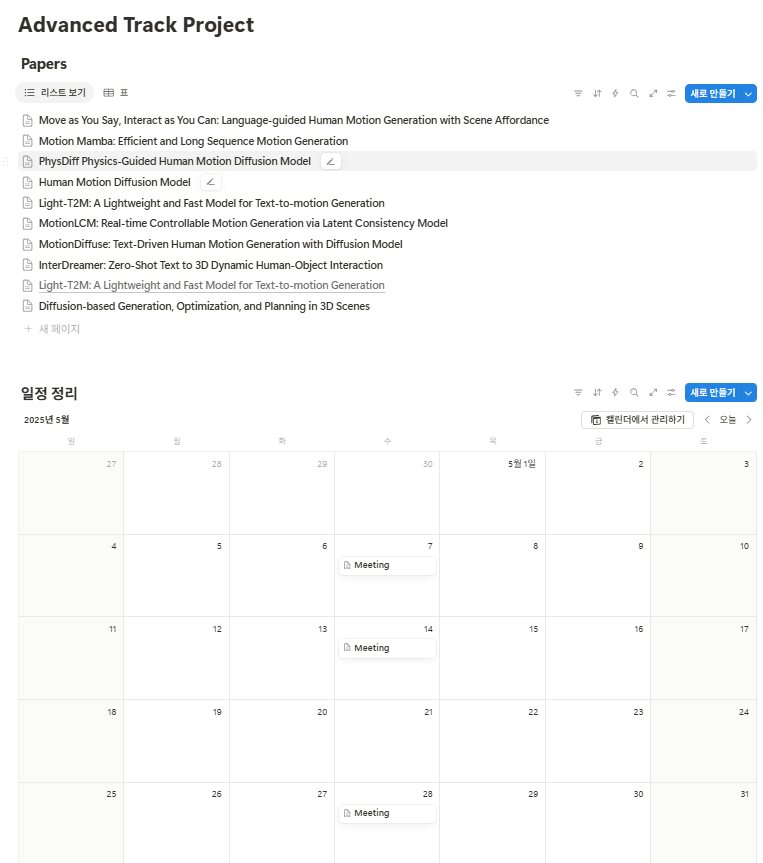 Advanced Track Project
Papers
리스트 보기 표 새로 만들기
Move as You Say, Interact as You Can: Language-guided Human Motion Generation with Scene Affordance
Motion Mamba: Efficient and Long Sequence Motion Generation
PhysDiff Physics-Guided Human Motion Diffusion Model
Human Motion Diffusion Model
Light-T2M: A Lightweight and Fast Model for Text-to-motion Generation
MotionLCM: Real-time Controllable Motion Generation via Latent Consistency Model
MotionDiffuse: Text-Driven Human Motion Generation with Diffusion Model
InterDreamer: Zero-Shot Text to 3D Dynamic Human-Object Interaction
Light-T2M: A Lightweight and Fast Model for Text-to-motion Generation
Diffusion-based Generation, Optimization, and Planning in 3D Scenes
+ 새 페이지
일정 정리 새로 만들기
2025년 5월 캘린더에서 관리하기 오늘
일 월 화 수 목 금 토
27 28 29 30 5월 1일 2 3
4 5 6 7 8 9 10
Meeting
11 12 13 14 15 16 17
Meeting
18 19 20 21 22 23 24
25 26 27 28 29 30 31
Meeting